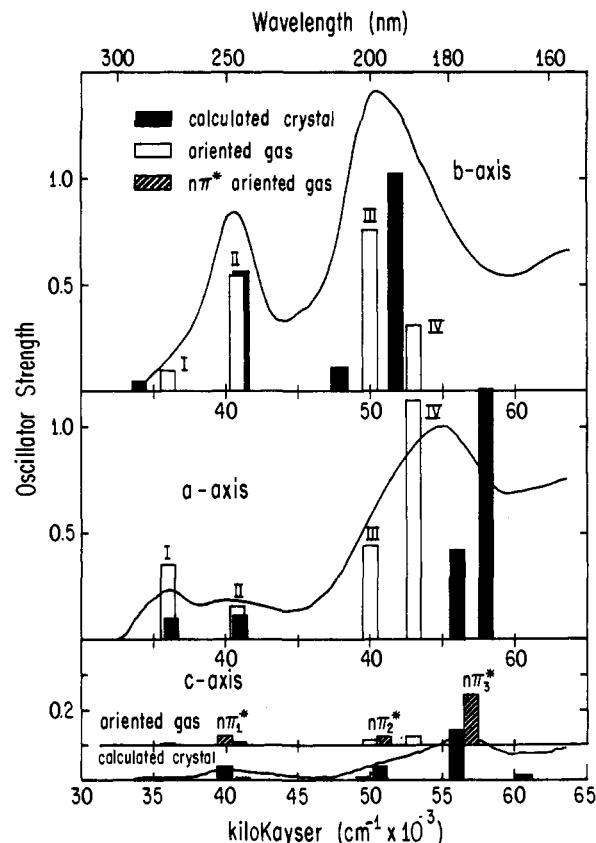 Wavelength (nm)
300 250 200 180 160
calculated crystal
oriented gas
nπ* oriented gas
b-axis
1.0
0.5
I
II
III
IV
40 50 60
Oscillator Strength
a-axis
1.0
0.5
I
II
III
IV
40 40 60
c-axis
0.2
oriented gas
calculated crystal
nπ₁*
nπ₂*
nπ₃*
30 35 40 45 50 55 60 65
kiloKayser (cm⁻¹ × 10⁻³)